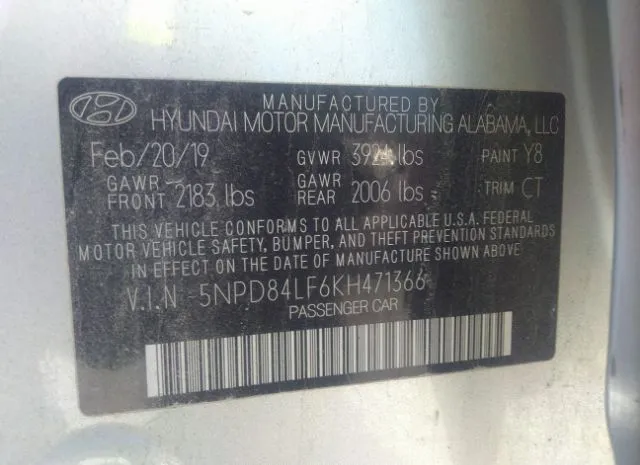 MANUFACTURED BY
HYUNDAI MOTOR MANUFACTURING ALABAMA, LLC
Feb/20/19 GVWR 3924 lbs PAINT Y8
GAWR FRONT 2183 lbs GAWR REAR 2006 lbs TRIM CT
THIS VEHICLE CONFORMS TO ALL APPLICABLE U.S.A. FEDERAL
MOTOR VEHICLE SAFETY, BUMPER, AND THEFT PREVENTION STANDARDS
IN EFFECT ON THE DATE OF MANUFACTURE SHOWN ABOVE.
V.I.N 5NPD84LF6KH471366
PASSENGER CAR